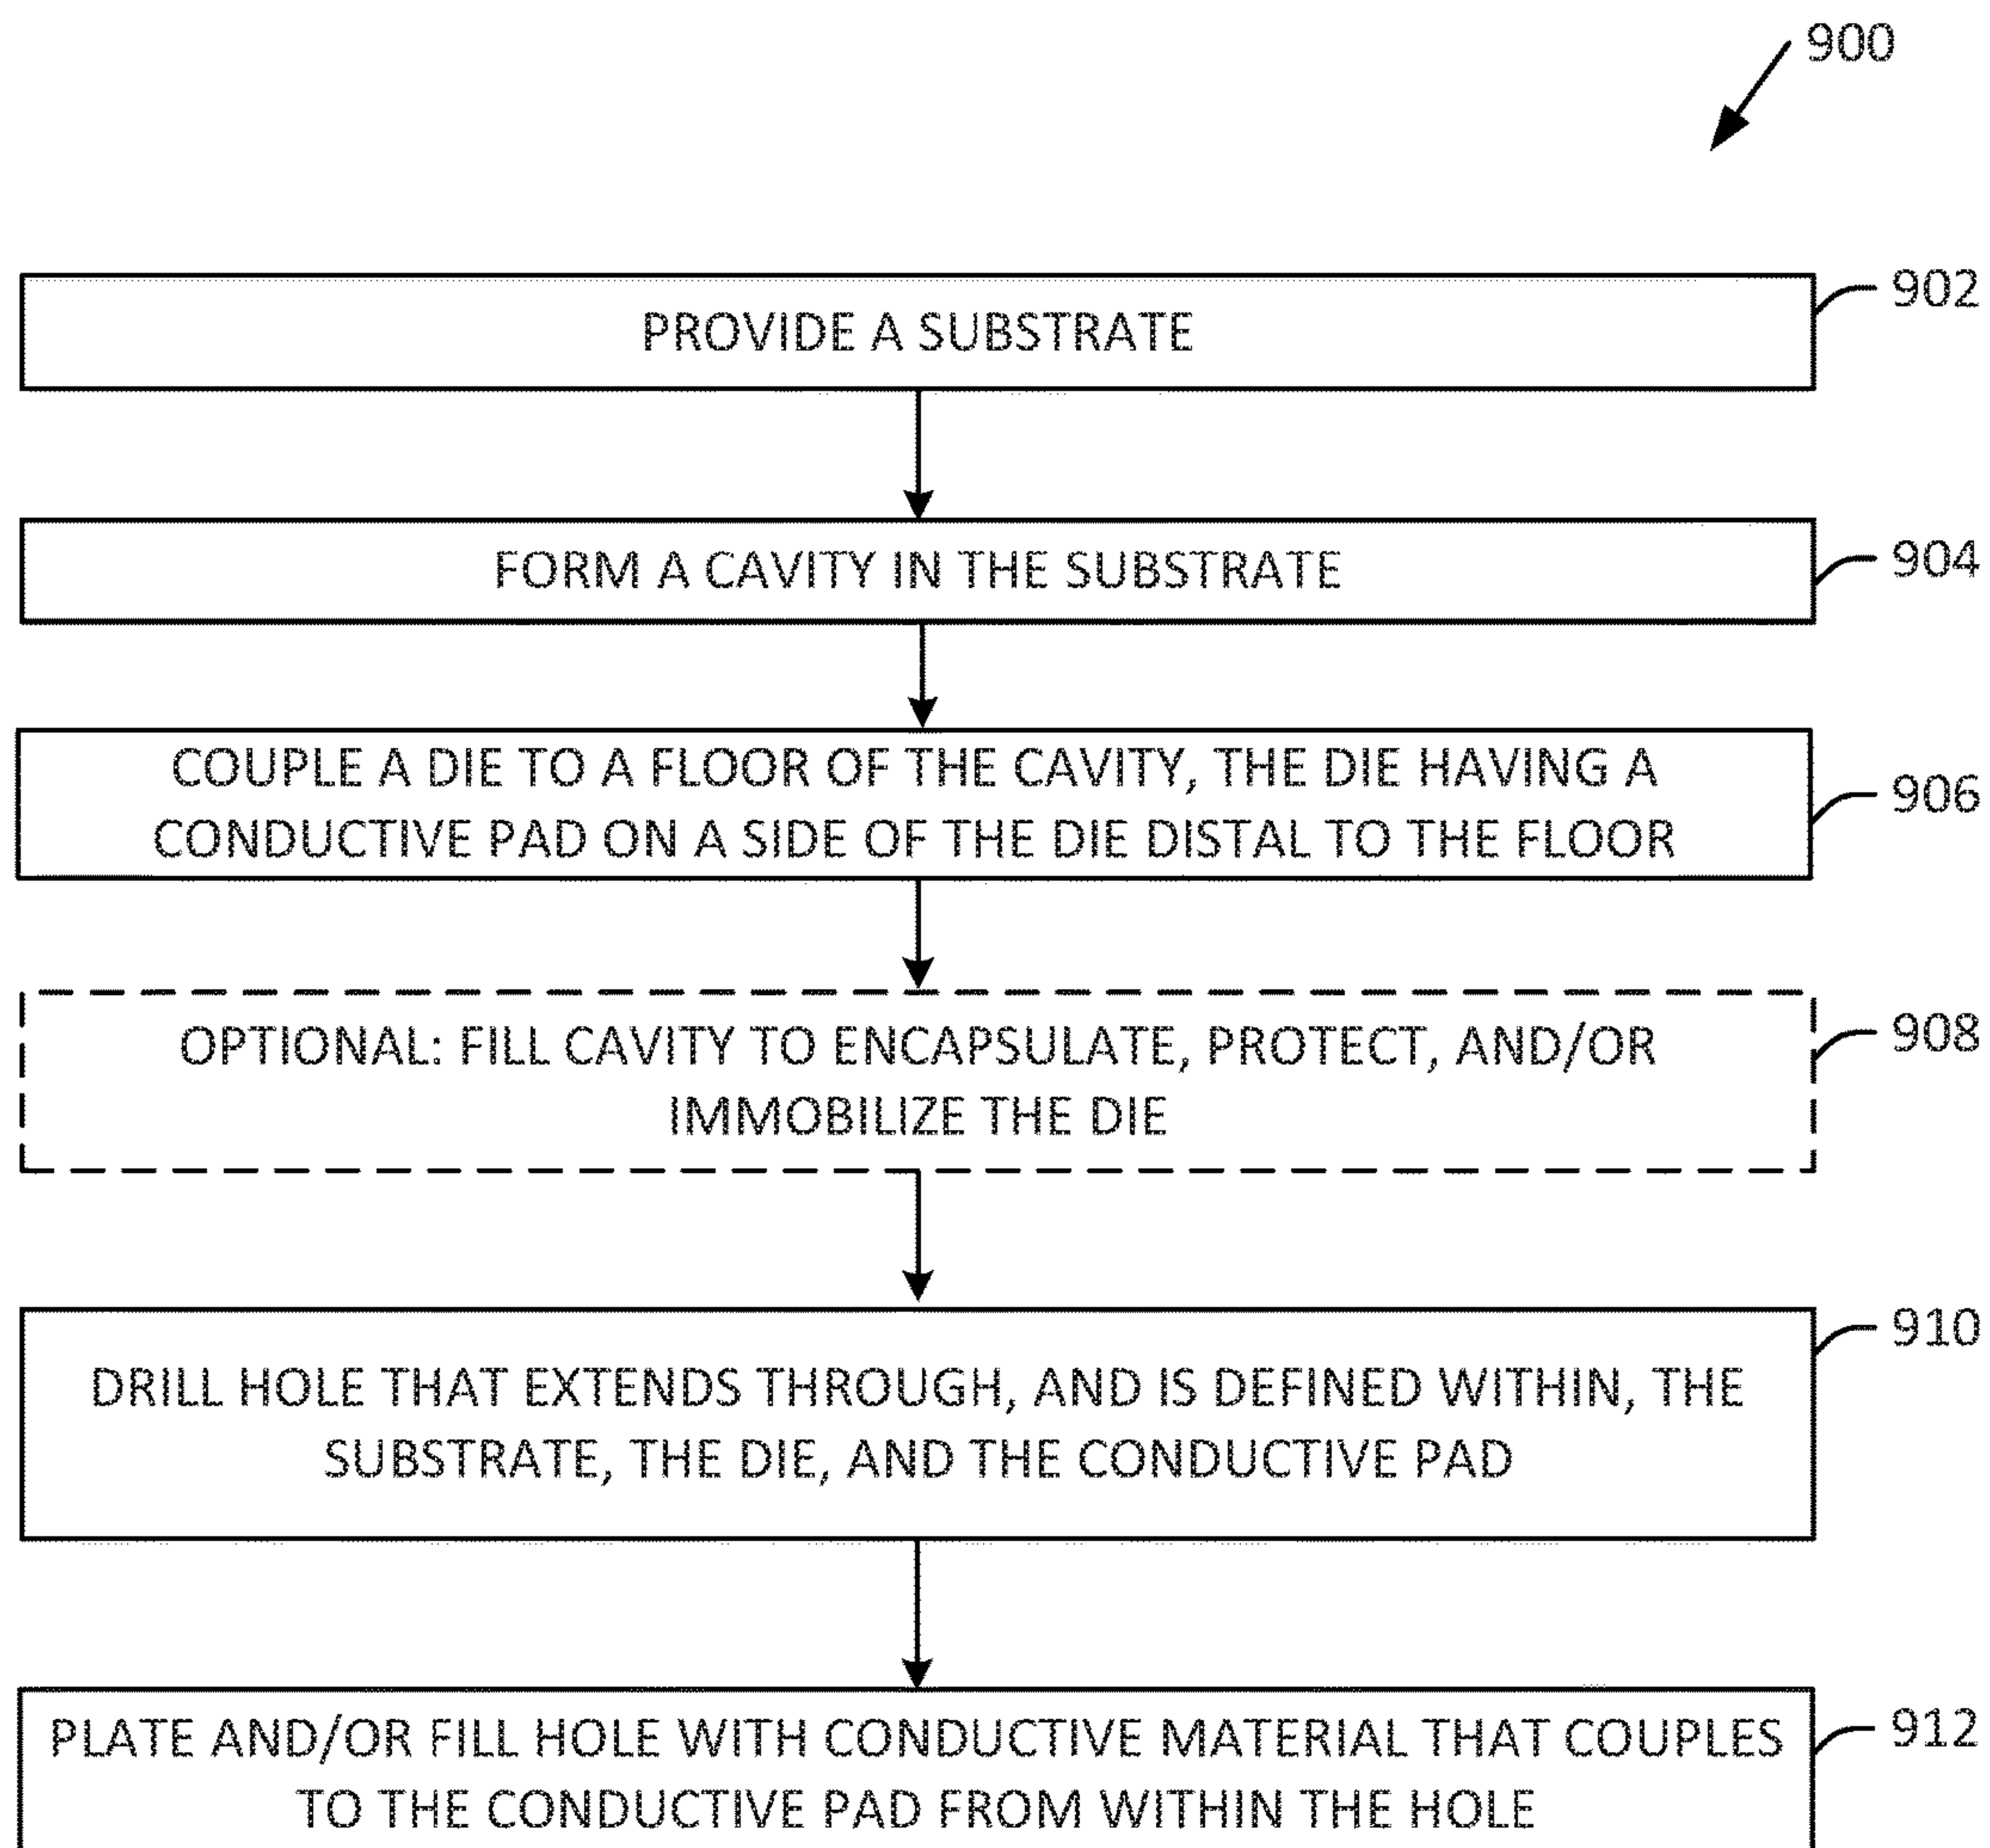 900
PROVIDE A SUBSTRATE
902
FORM A CAVITY IN THE SUBSTRATE
904
COUPLE A DIE TO A FLOOR OF THE CAVITY, THE DIE HAVING A
CONDUCTIVE PAD ON A SIDE OF THE DIE DISTAL TO THE FLOOR
906
OPTIONAL: FILL CAVITY TO ENCAPSULATE, PROTECT, AND/OR
IMMOBILIZE THE DIE
908
DRILL HOLE THAT EXTENDS THROUGH, AND IS DEFINED WITHIN, THE
SUBSTRATE, THE DIE, AND THE CONDUCTIVE PAD
910
PLATE AND/OR FILL HOLE WITH CONDUCTIVE MATERIAL THAT COUPLES
TO THE CONDUCTIVE PAD FROM WITHIN THE HOLE
912